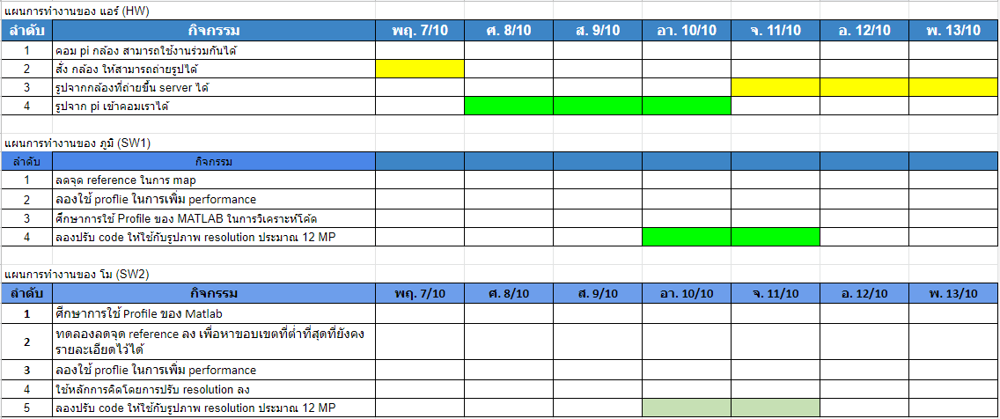 แผนการทำงานของ แอร์ (HW)
ลำดับ กิจกรรม พฤ. 7/10 ศ. 8/10 ส. 9/10 อา. 10/10 จ. 11/10 อ. 12/10 พ. 13/10
1 คอม pi กล้อง สามารถใช้งานร่วมกันได้
2 สั่ง กล้อง ให้สามารถถ่ายรูปได้
3 รูปจากกล้องที่ถ่ายขึ้น server ได้
4 รูปจาก pi เข้าคอมเราได้
แผนการทำงานของ ภูมิ (SW1)
ลำดับ กิจกรรม
1 ลดจุด reference ในการ map
2 ลองใช้ proflie ในการเพิ่ม performance
3 ศึกษาการใช้ Profile ของ MATLAB ในการวิเคราะห์โค้ด
4 ลองปรับ code ให้ใช้กับรูปภาพ resolution ประมาณ 12 MP
แผนการทำงานของ โม (SW2)
ลำดับ กิจกรรม พฤ. 7/10 ศ. 8/10 ส. 9/10 อา. 10/10 จ. 11/10 อ. 12/10 พ. 13/10
1 ศึกษาการใช้ Profile ของ Matlab
2 ทดลองลดจุด reference ลง เพื่อหาขอบเขตที่ต่ำที่สุดที่ยังคง
รายละเอียดไว้ได้
3 ลองใช้ proflie ในการเพิ่ม performance
4 ใช้หลักการคิดโดยการปรับ resolution ลง
5 ลองปรับ code ให้ใช้กับรูปภาพ resolution ประมาณ 12 MP